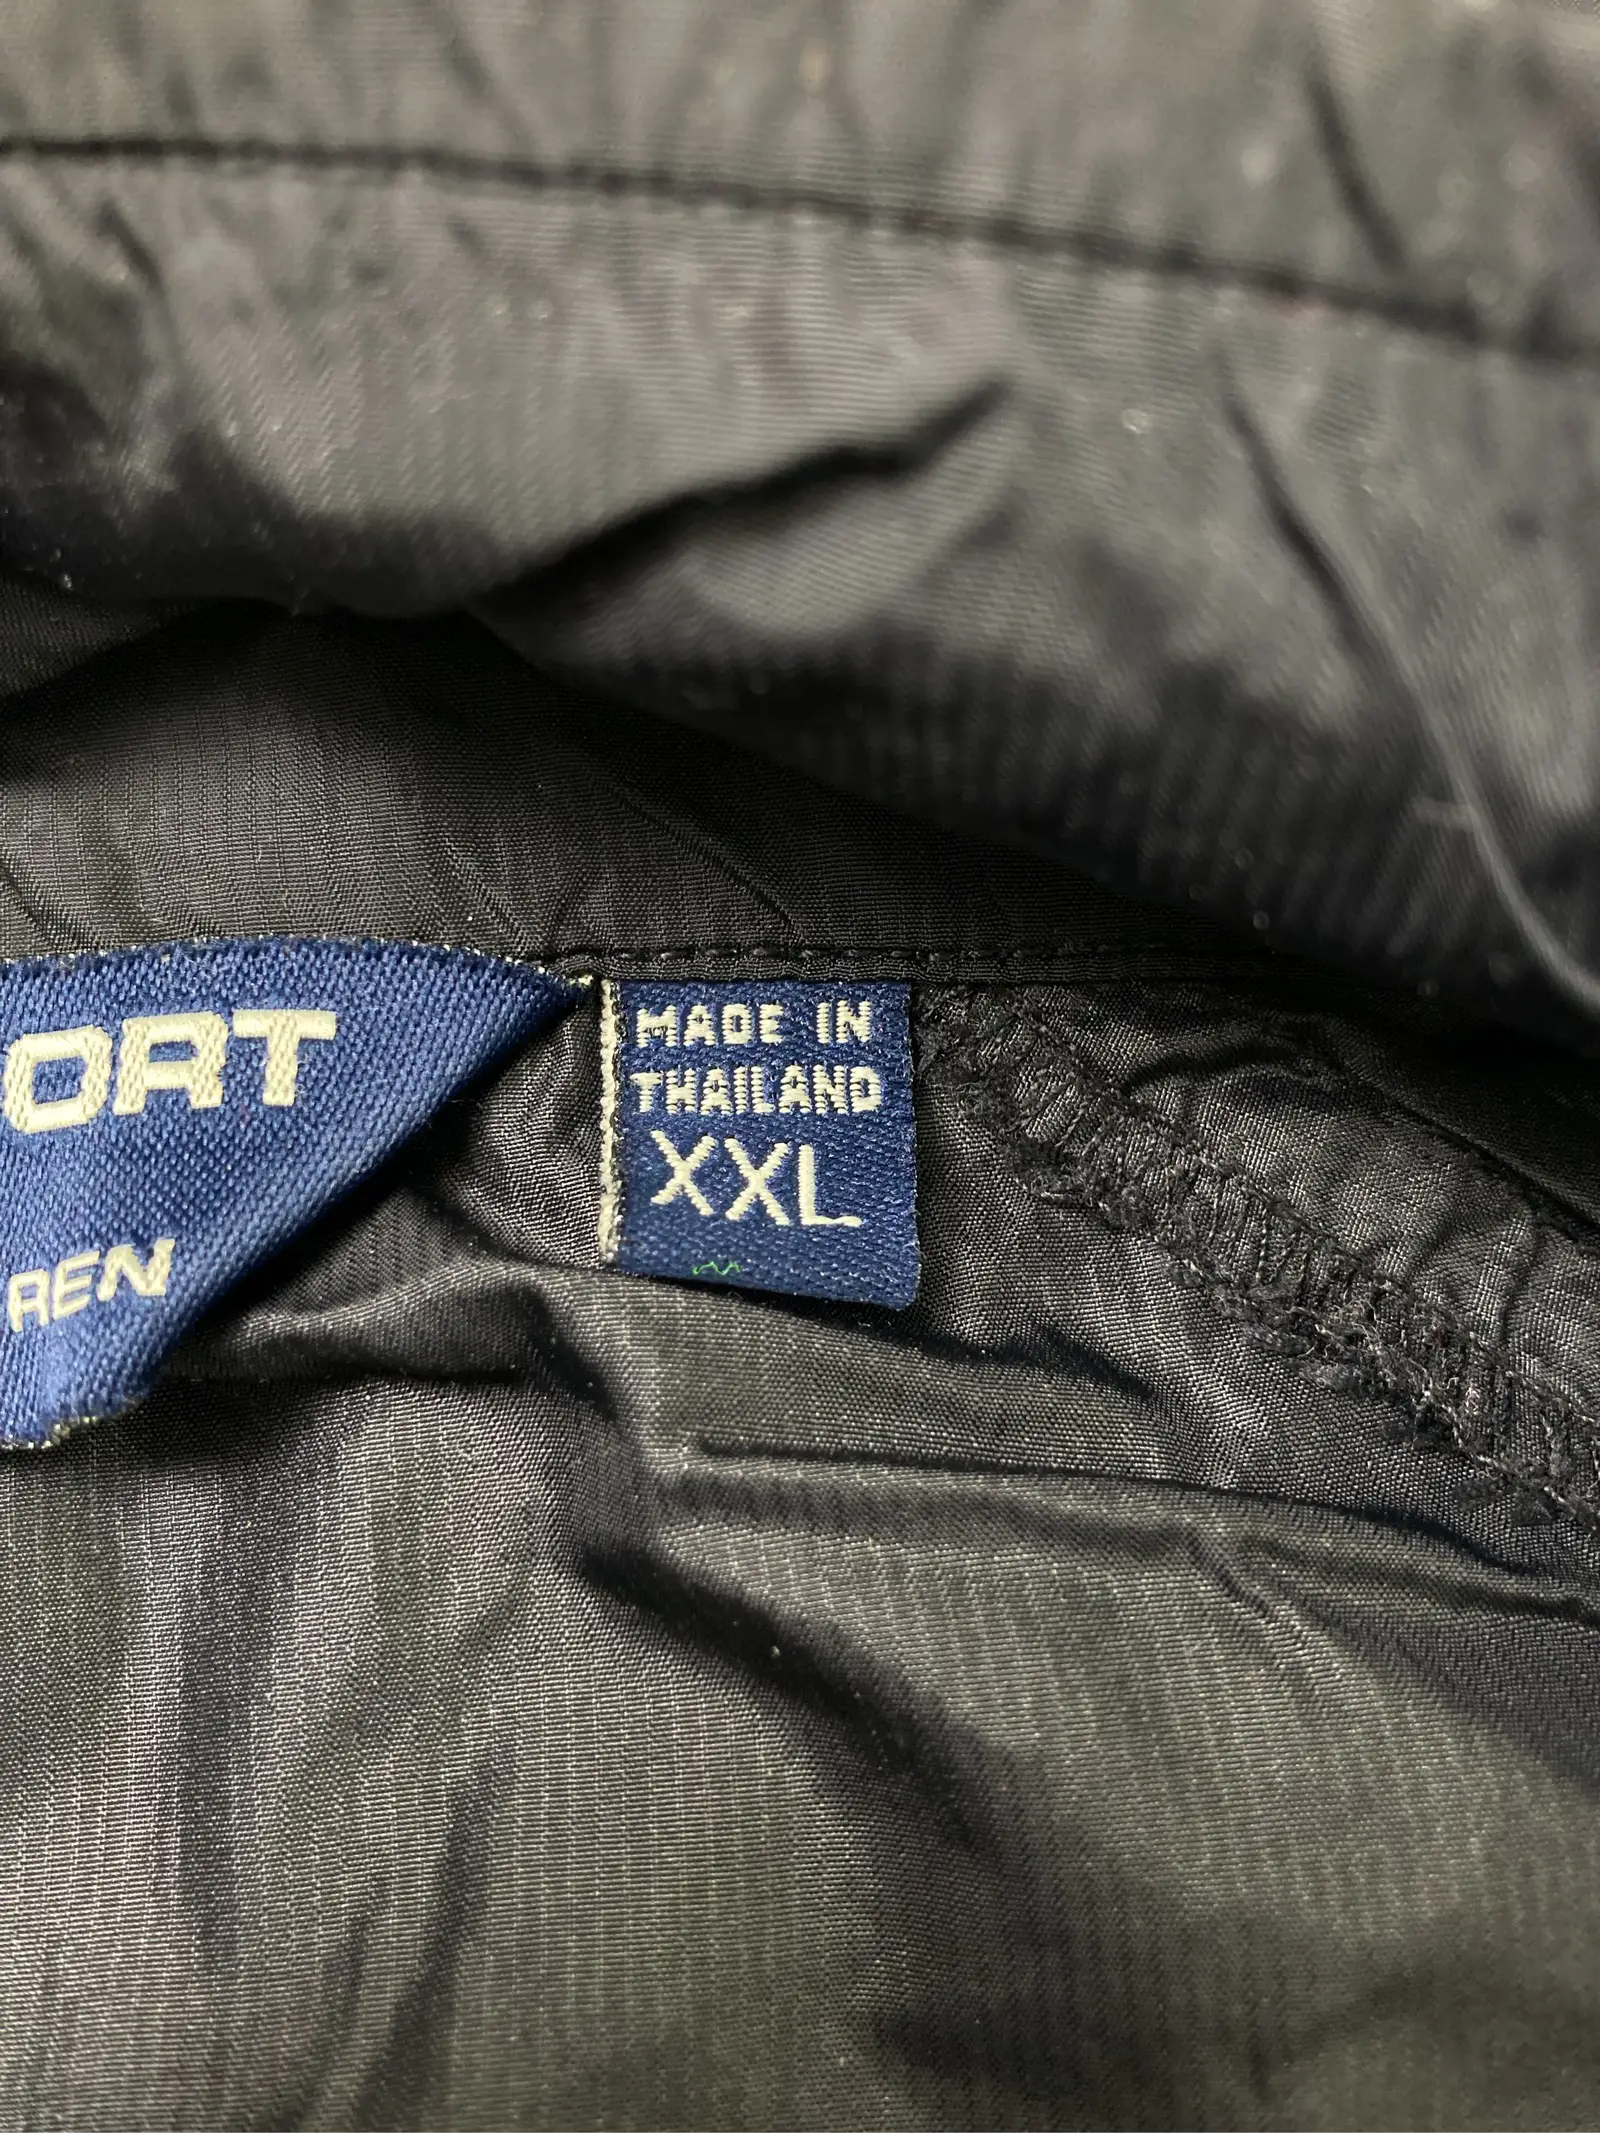 ORT
REN
MADE IN
THAILAND
XXL